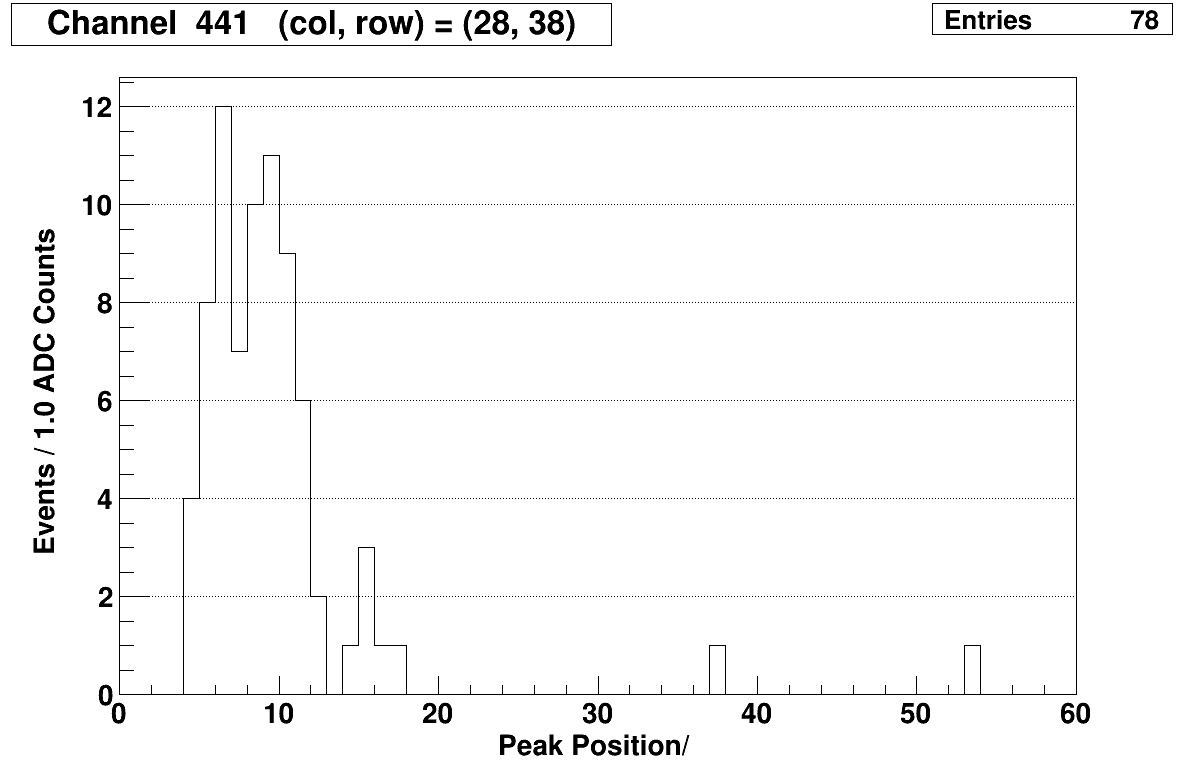 Channel 441 (col, row) = (28, 38)
Entries 78
12
10
8
6
4
2
0
Events / 1.0 ADC Counts
0 10 20 30 40 50 60
Peak Position/